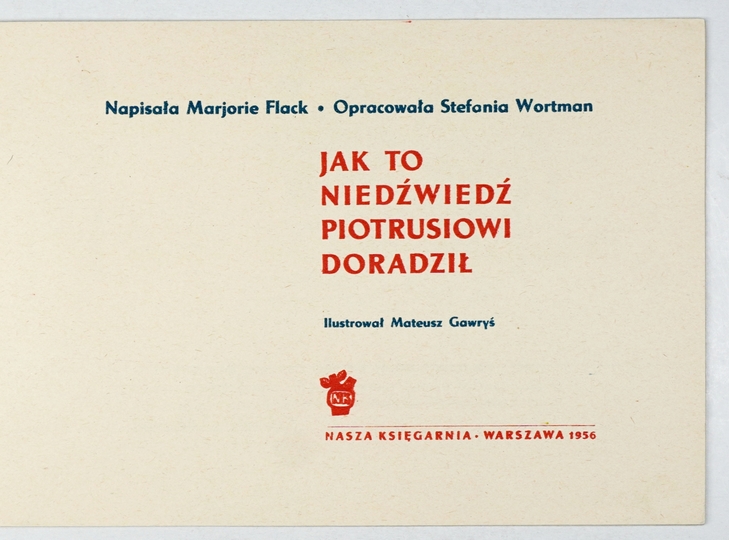 Napisała Marjorie Flack • Opracowała Stefania Wortman
JAK TO
NIEDŹWIEDŹ
PIOTRUSIOWI
DORADZIŁ
Ilustrował Mateusz Gawryś
NK
NASZA KSIĘGARNIA • WARSZAWA 1956